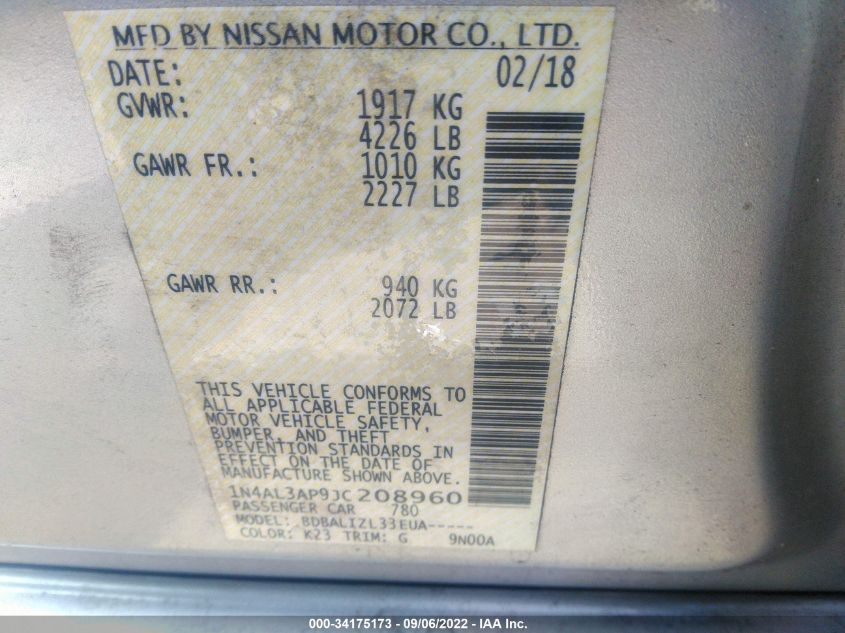 MFD BY NISSAN MOTOR CO., LTD.
DATE: 02/18
GVWR: 1917 KG
4226 LB
GAWR FR.: 1010 KG
2227 LB
GAWR RR.: 940 KG
2072 LB
THIS VEHICLE CONFORMS TO
ALL APPLICABLE FEDERAL
MOTOR VEHICLE SAFETY,
BUMPER, AND THEFT
PREVENTION STANDARDS IN
EFFECT ON THE DATE OF
MANUFACTURE SHOWN ABOVE.
1N4AL3AP9JC208960
PASSENGER CAR 780
MODEL: BDBALIZL33EUA-----
COLOR: K23 TRIM: G 9N00A
000-34175173 - 09/06/2022 - IAA Inc.